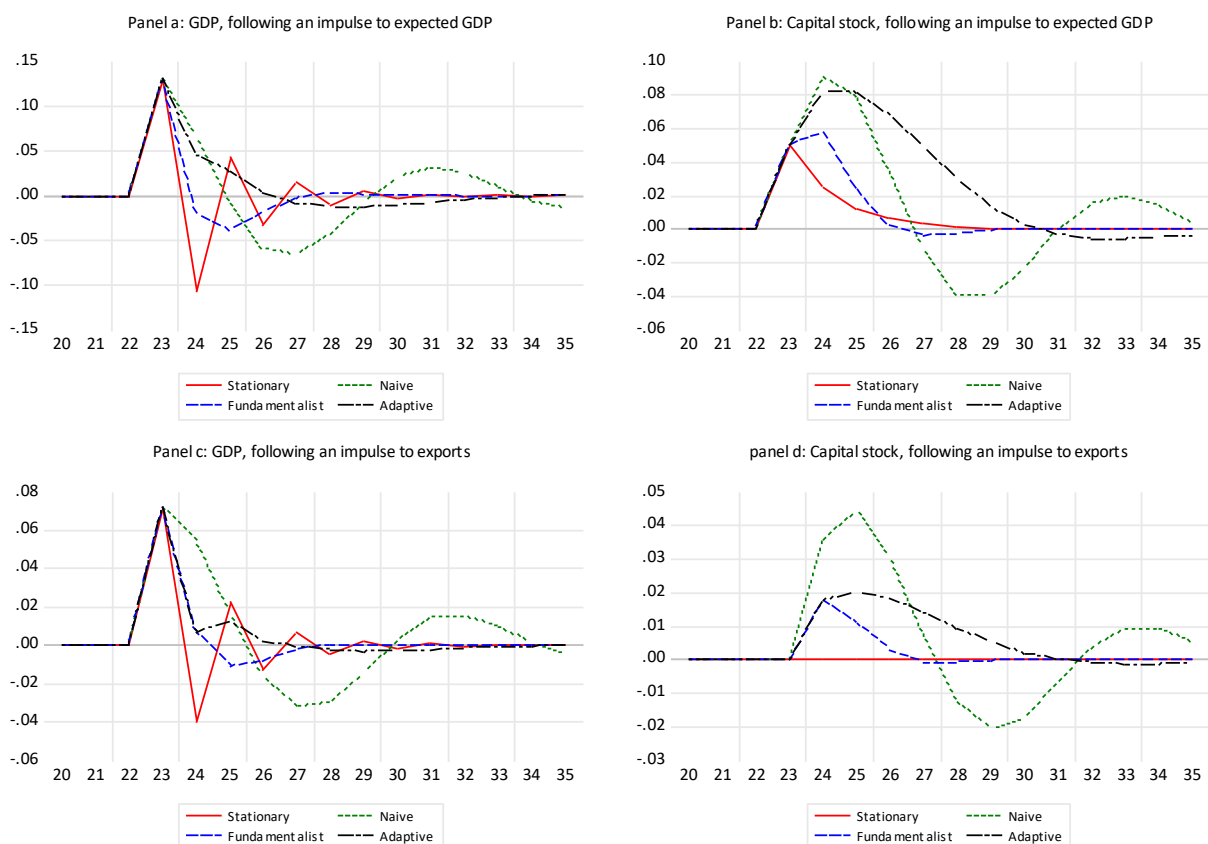 Panel a: GDP, following an impulse to expected GDP
.15
.10
.05
.00
-.05
-.10
-.15
20 21 22 23 24 25 26 27 28 29 30 31 32 33 34 35
Stationary Naive
Fundamentalist Adaptive
Panel b: Capital stock, following an impulse to expected GDP
.10
.08
.06
.04
.02
.00
-.02
-.04
-.06
20 21 22 23 24 25 26 27 28 29 30 31 32 33 34 35
Stationary Naive
Fundamentalist Adaptive
Panel c: GDP, following an impulse to exports
.08
.06
.04
.02
.00
-.02
-.04
-.06
20 21 22 23 24 25 26 27 28 29 30 31 32 33 34 35
Stationary Naive
Fundamentalist Adaptive
panel d: Capital stock, following an impulse to exports
.05
.04
.03
.02
.01
.00
-.01
-.02
-.03
20 21 22 23 24 25 26 27 28 29 30 31 32 33 34 35
Stationary Naive
Fundamentalist Adaptive